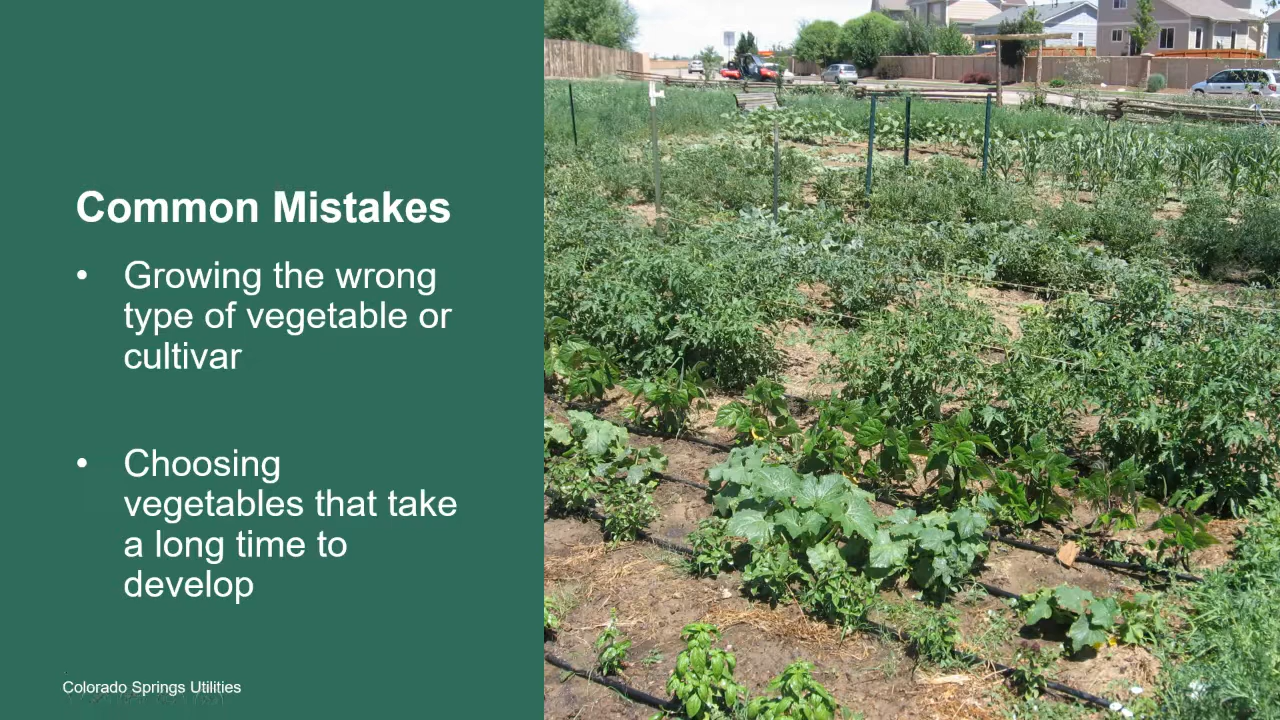 Common Mistakes
• Growing the wrong
type of vegetable or
cultivar
• Choosing
vegetables that take
a long time to
develop
Colorado Springs Utilities